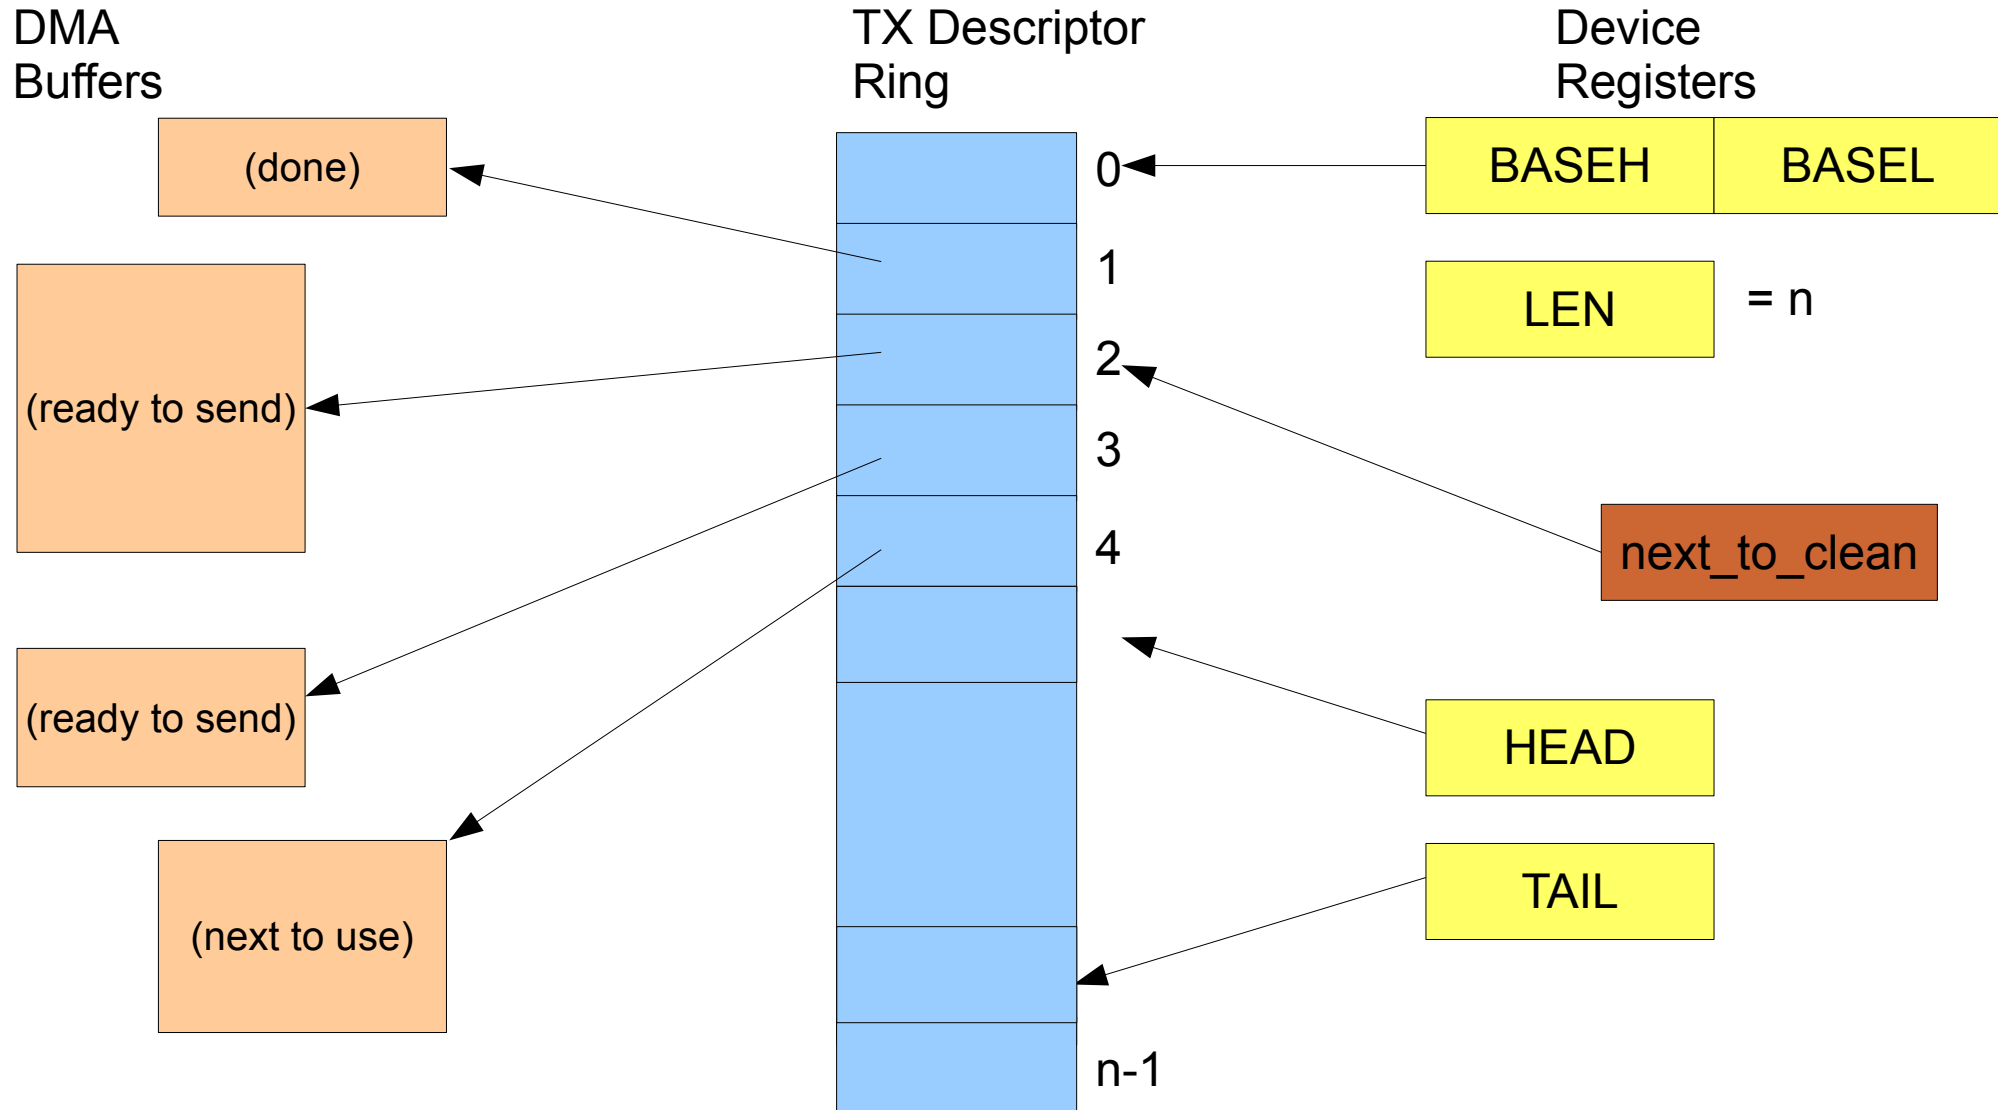 DMA
Buffers
TX Descriptor
Ring
Device
Registers
(done)
(ready to send)
(ready to send)
(next to use)
0
1
2
3
4
n-1
BASEH
BASEL
LEN
= n
next_to_clean
HEAD
TAIL